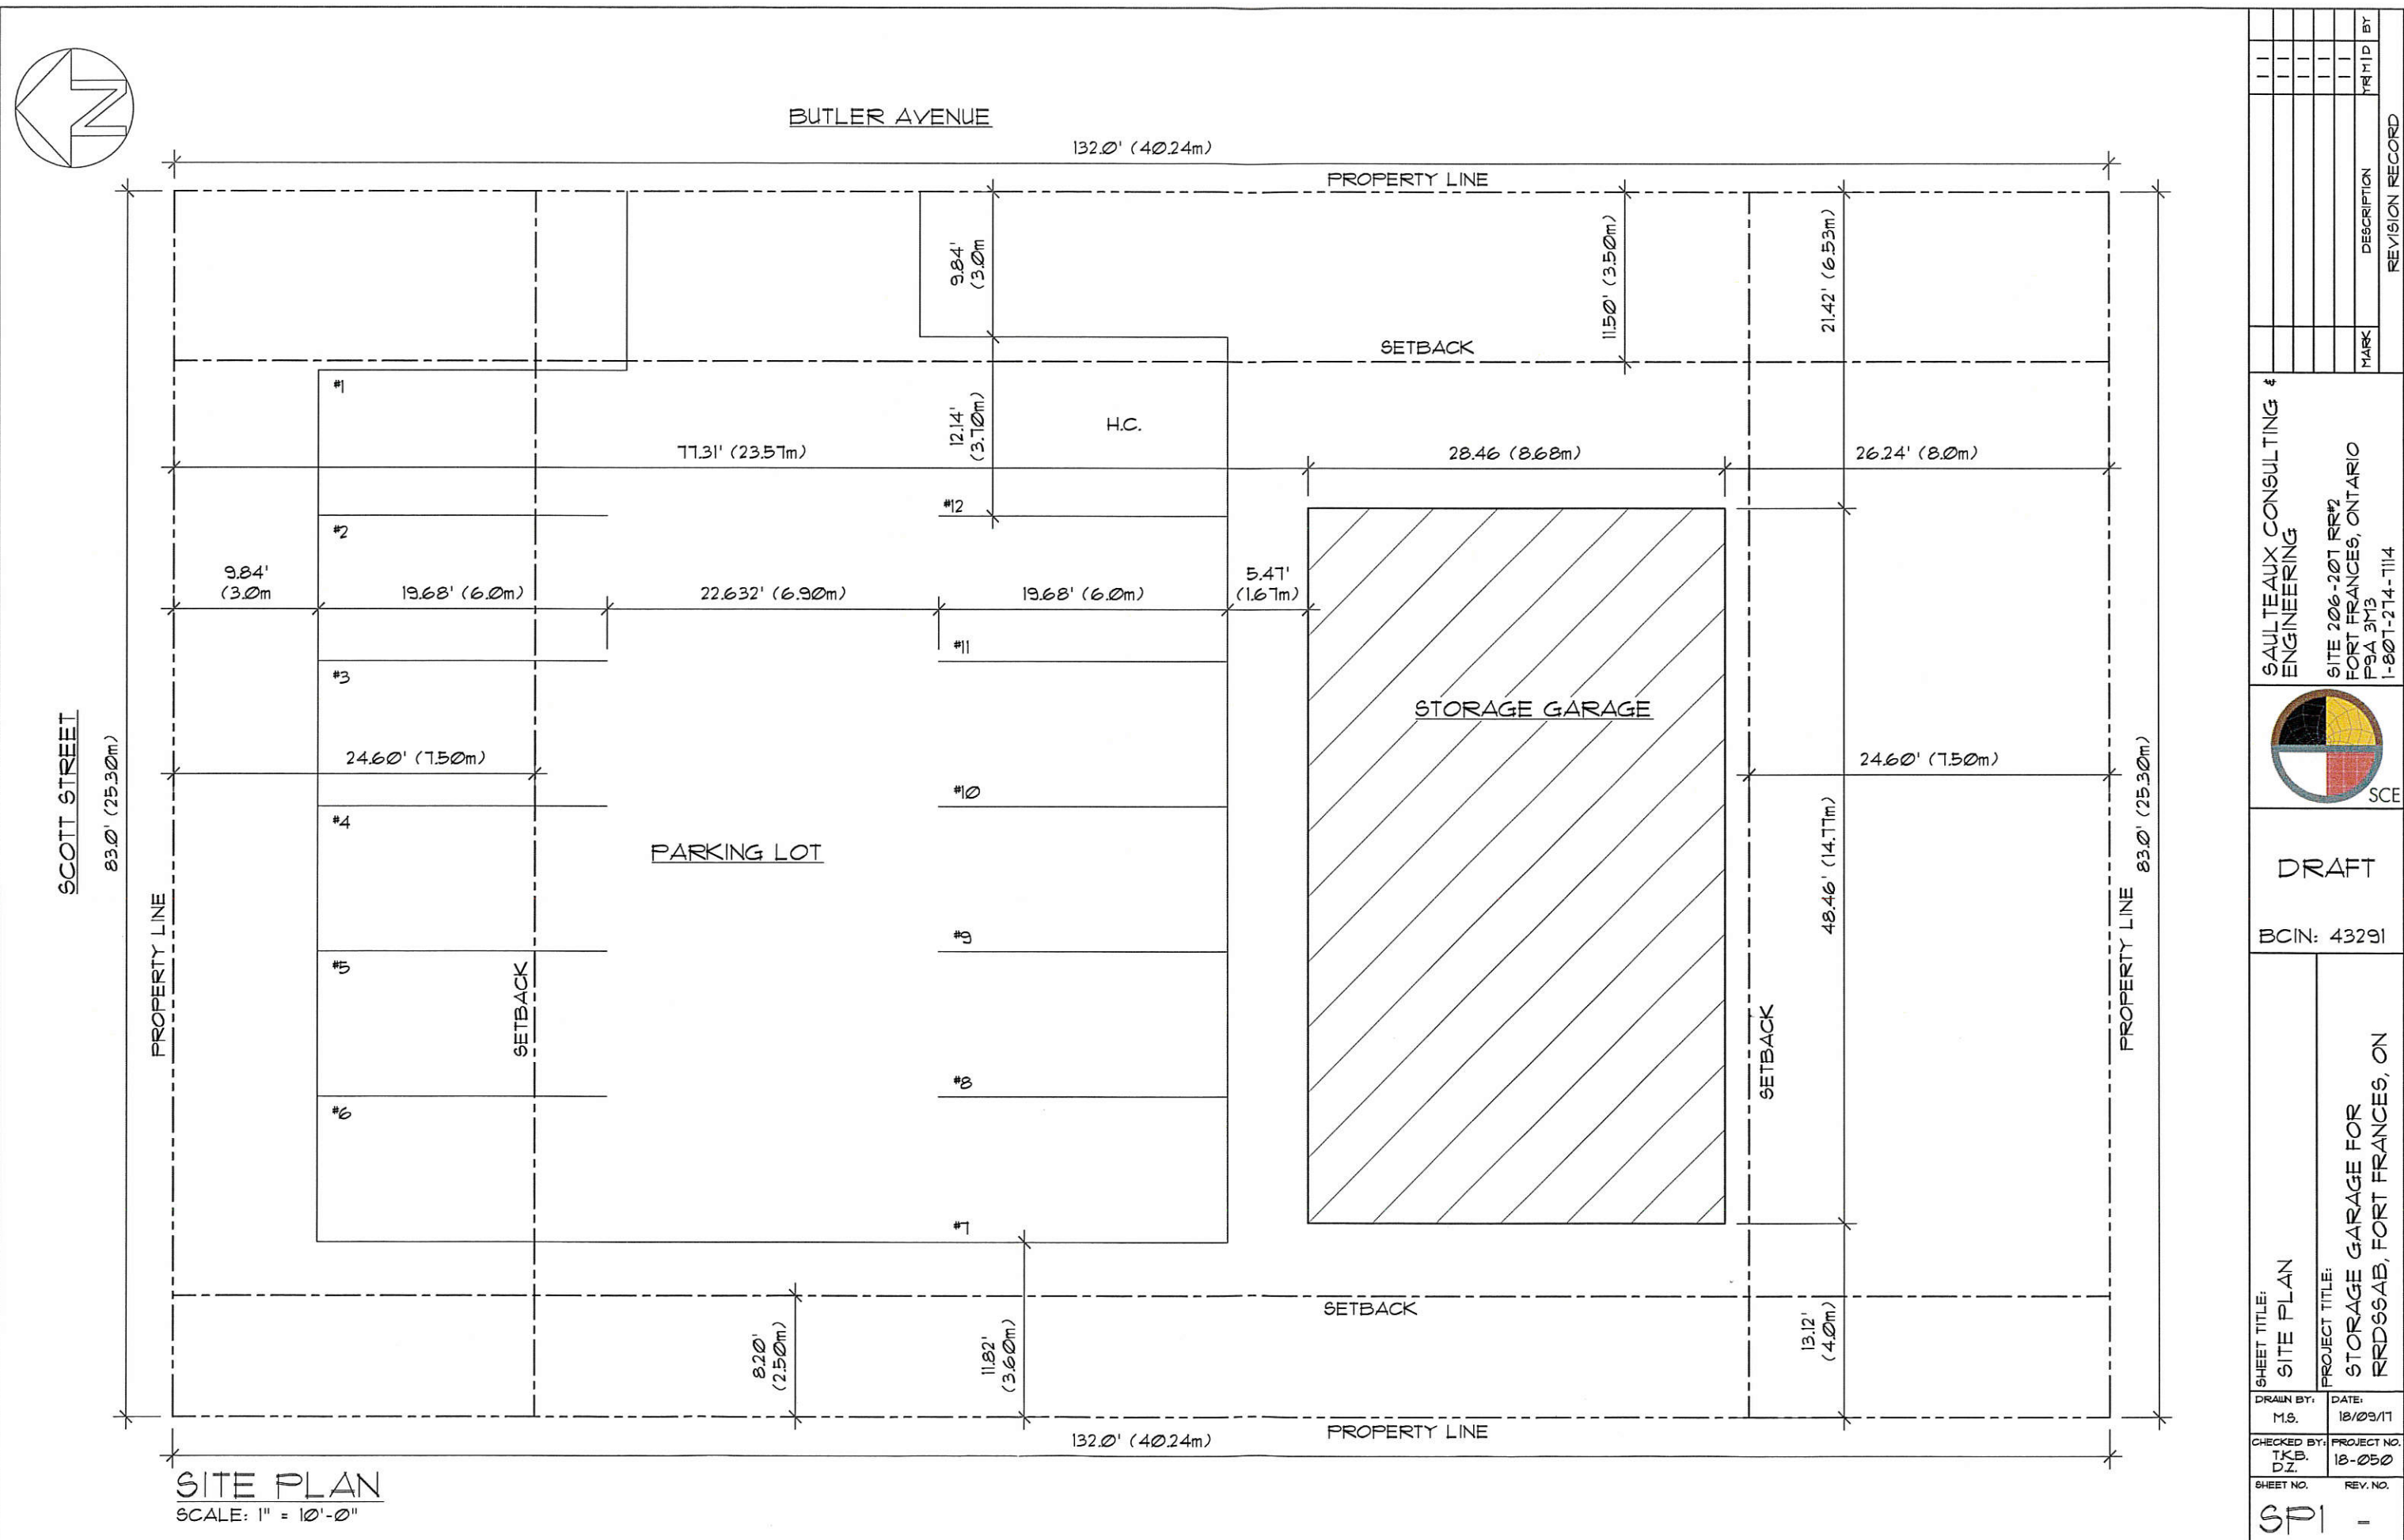 N
BUTLER AVENUE
132.0' (40.24m)
PROPERTY LINE
9.84'
(3.0m
11.50' (3.50m)
21.42' (6.53m)
SETBACK
#1
12.14'
(3.70m)
H.C.
77.31' (23.57m)
28.46 (8.68m)
26.24' (8.0m)
#12
#2
9.84'
(3.0m
19.68' (6.0m)
22.632' (6.90m)
19.68' (6.0m)
5.47'
(1.67m)
#11
#3
STORAGE GARAGE
SCOTT STREET
83.0' (25.30m)
24.60' (7.50m)
24.60' (7.50m)
83.0' (25.30m)
#10
#4
PARKING LOT
48.46' (14.77m)
PROPERTY LINE
#9
#5
SETBACK
SETBACK
PROPERTY LINE
#8
#6
#7
SETBACK
8.20'
(2.50m)
11.82'
(3.60m)
13.12'
(4.0m)
PROPERTY LINE
132.0' (40.24m)
SITE PLAN
SCALE: 1" = 10'-0"
MARK DESCRIPTION YR M D BY
REVISION RECORD
SAULTEAUX CONSULTING &
ENGINEERING
SITE 206-207 RR#2
FORT FRANCES, ONTARIO
P9A 3M3
1-807-274-7114
SCE
DRAFT
BCIN: 43291
SHEET TITLE:
SITE PLAN
PROJECT TITLE:
STORAGE GARAGE FOR
RRDSSAB, FORT FRANCES, ON
DRAWN BY:
M.S.
DATE:
18/09/17
CHECKED BY:
T.K.B.
D.Z.
PROJECT NO.
18-050
SHEET NO.
SP1
REV. NO.
-